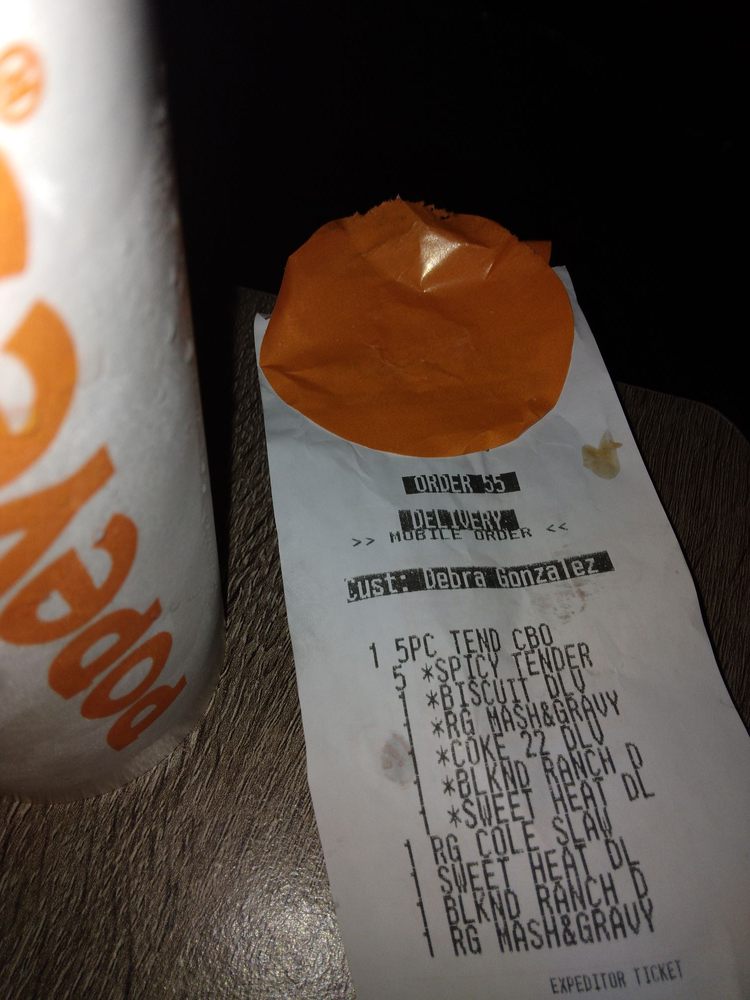 ®
POPEYE
ORDER 55
DELIVERY
>> MOBILE ORDER <<
Cust: Debra Gonzalez
1 5PC TEND CBO
5 *SPICY TENDER
1 *BISCUIT DLV
1 *RG MASH&GRAVY
1 *COKE 22 DLV
1 *BLKND RANCH D
1 *SWEET HEAT DL
1 RG COLE SLAW
1 SWEET HEAT DL
1 BLKND RANCH D
1 RG MASH&GRAVY
EXPEDITOR TICKET